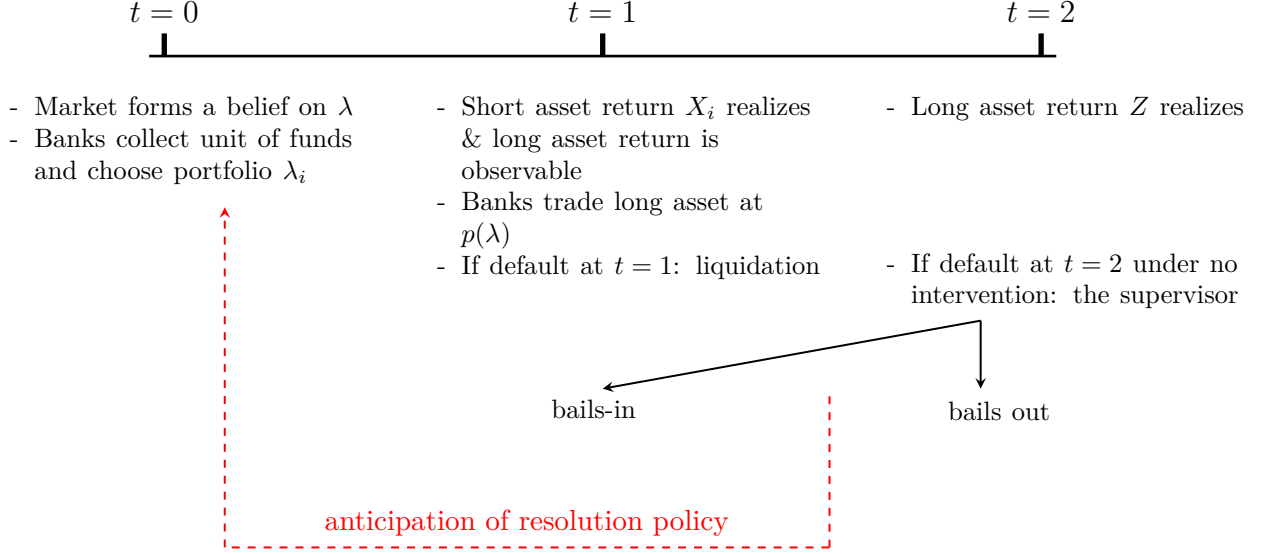 t = 0
t = 1
t = 2
- Market forms a belief on λ
- Banks collect unit of funds
and choose portfolio λ_i
- Short asset return X_i realizes
& long asset return is
observable
- Banks trade long asset at
p(λ)
- If default at t = 1: liquidation
- Long asset return Z realizes
- If default at t = 2 under no
intervention: the supervisor
bails-in
bails out
anticipation of resolution policy